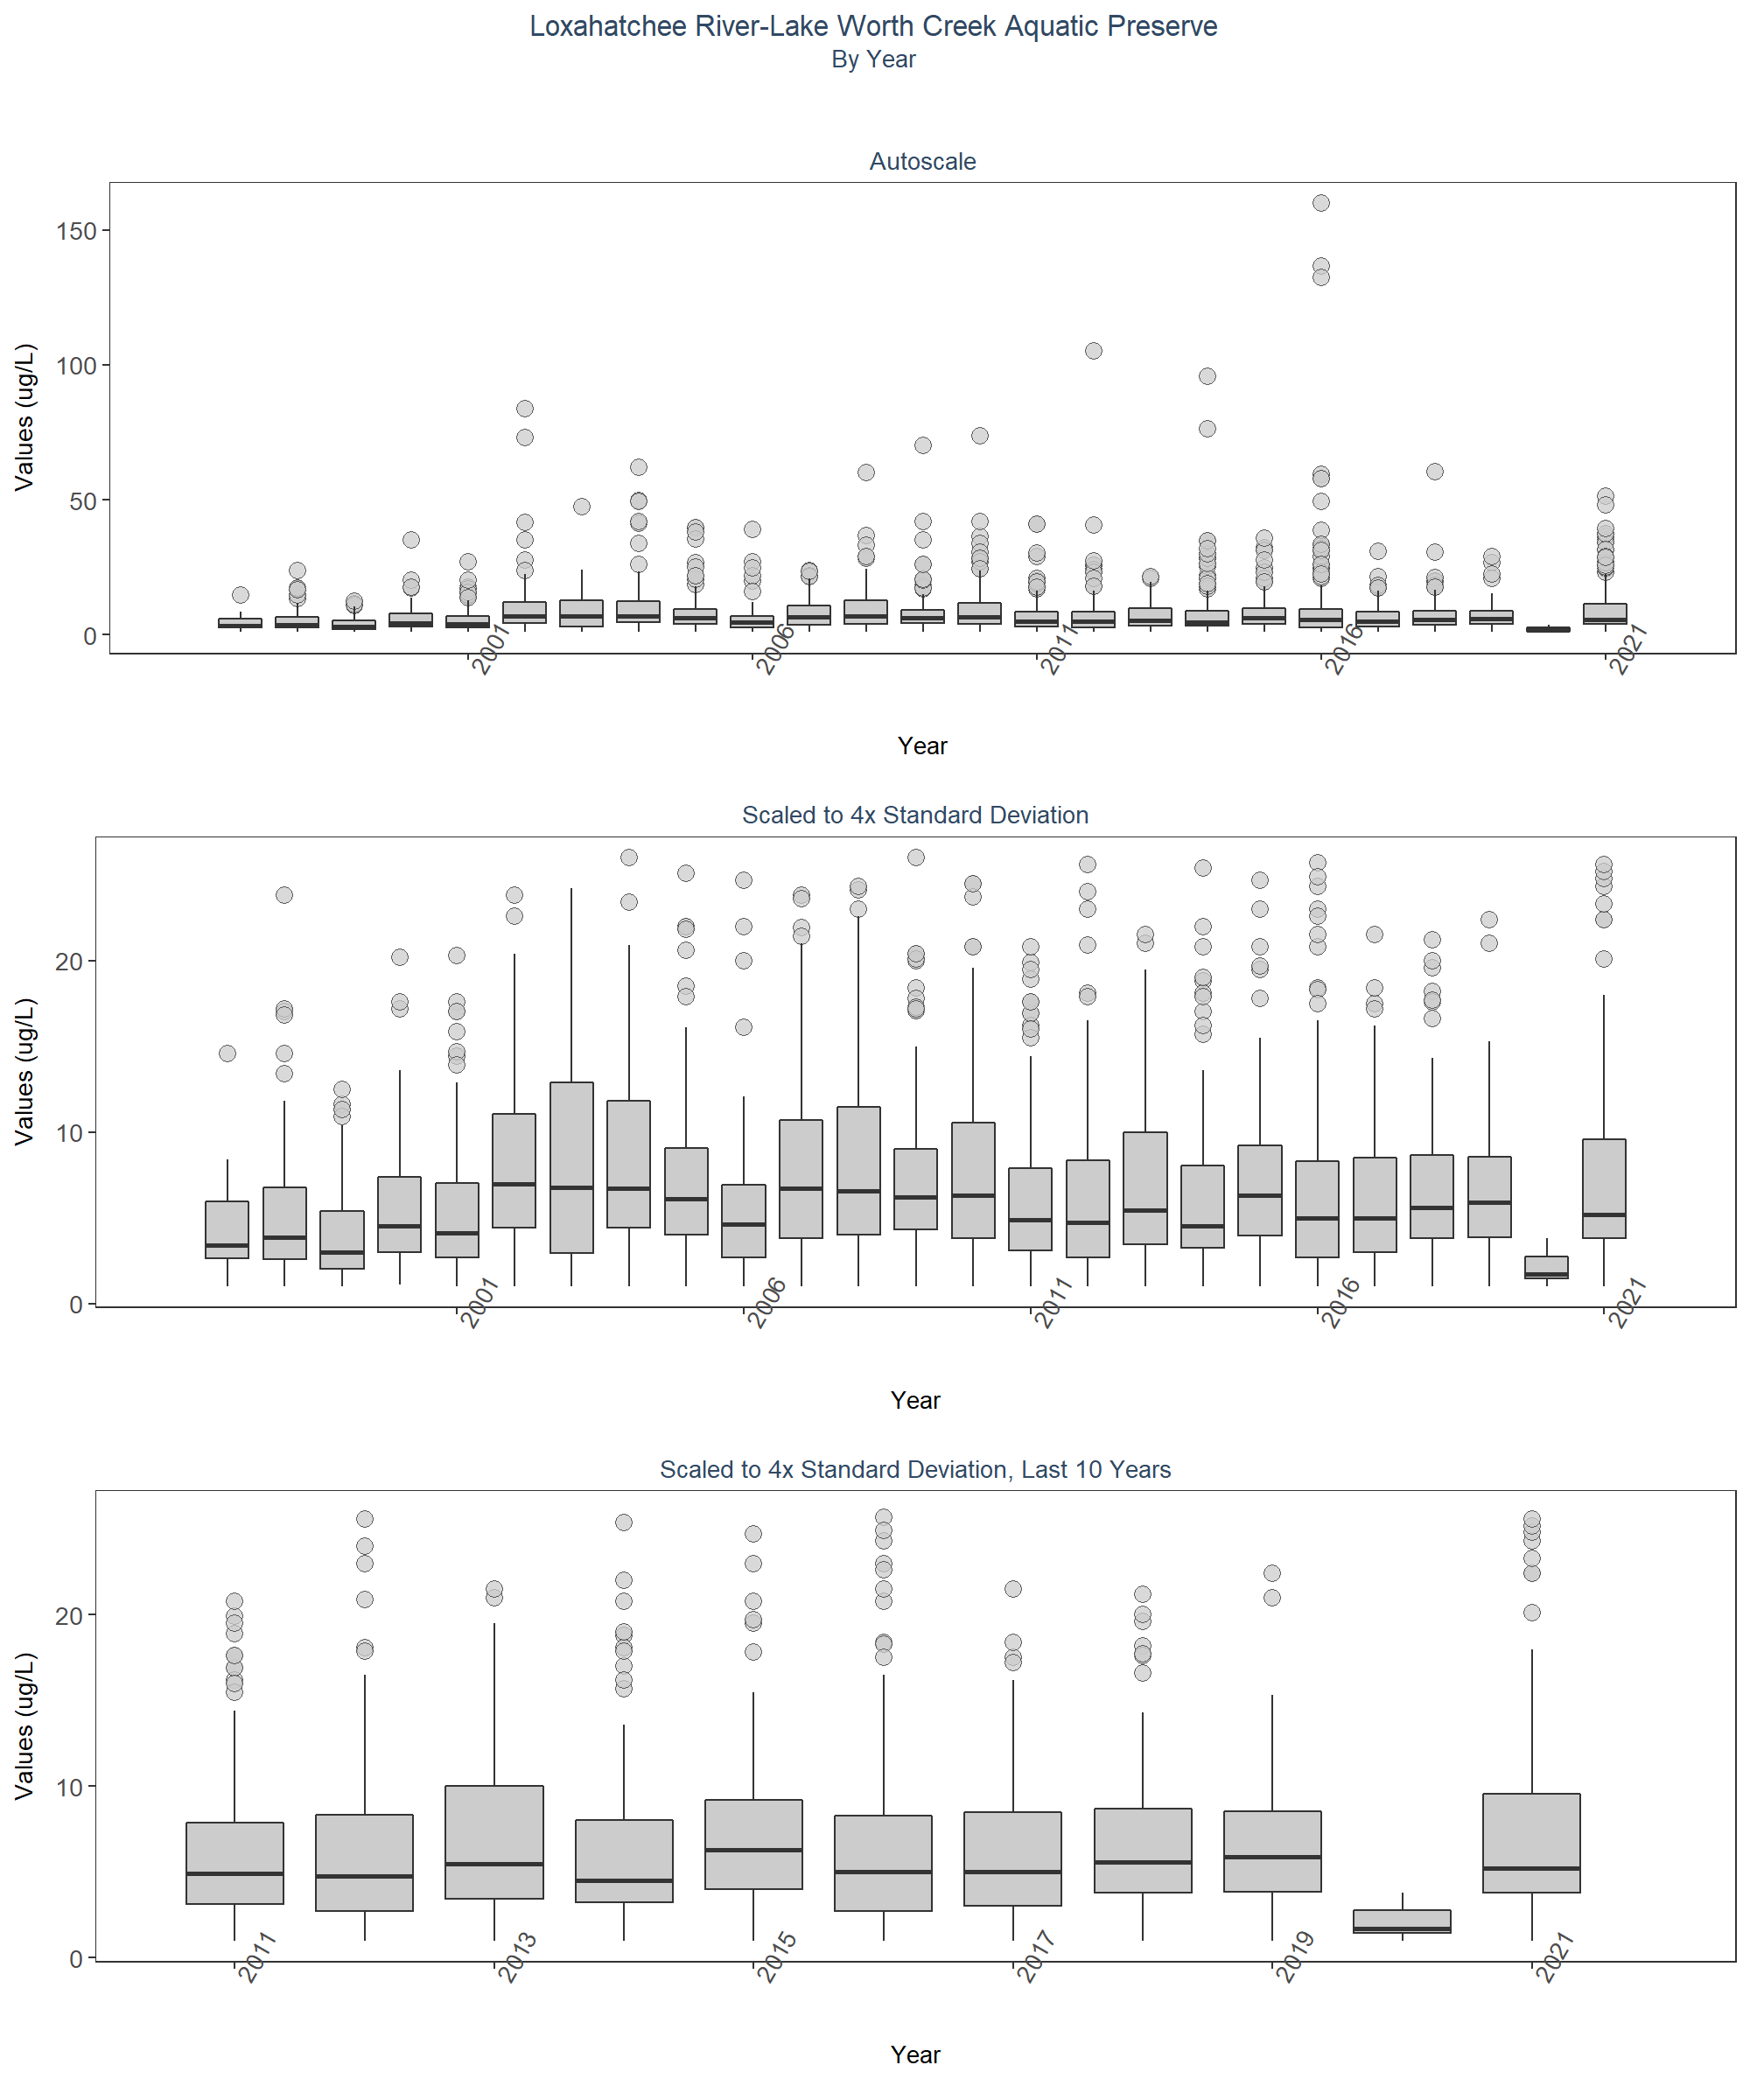 Loxahatchee River-Lake Worth Creek Aquatic Preserve
By Year
Autoscale
Values (ug/L)
150
100
50
0
2001
2006
2011
2016
2021
Year
Scaled to 4x Standard Deviation
Values (ug/L)
20
10
0
2001
2006
2011
2016
2021
Year
Scaled to 4x Standard Deviation, Last 10 Years
Values (ug/L)
20
10
0
2011
2013
2015
2017
2019
2021
Year